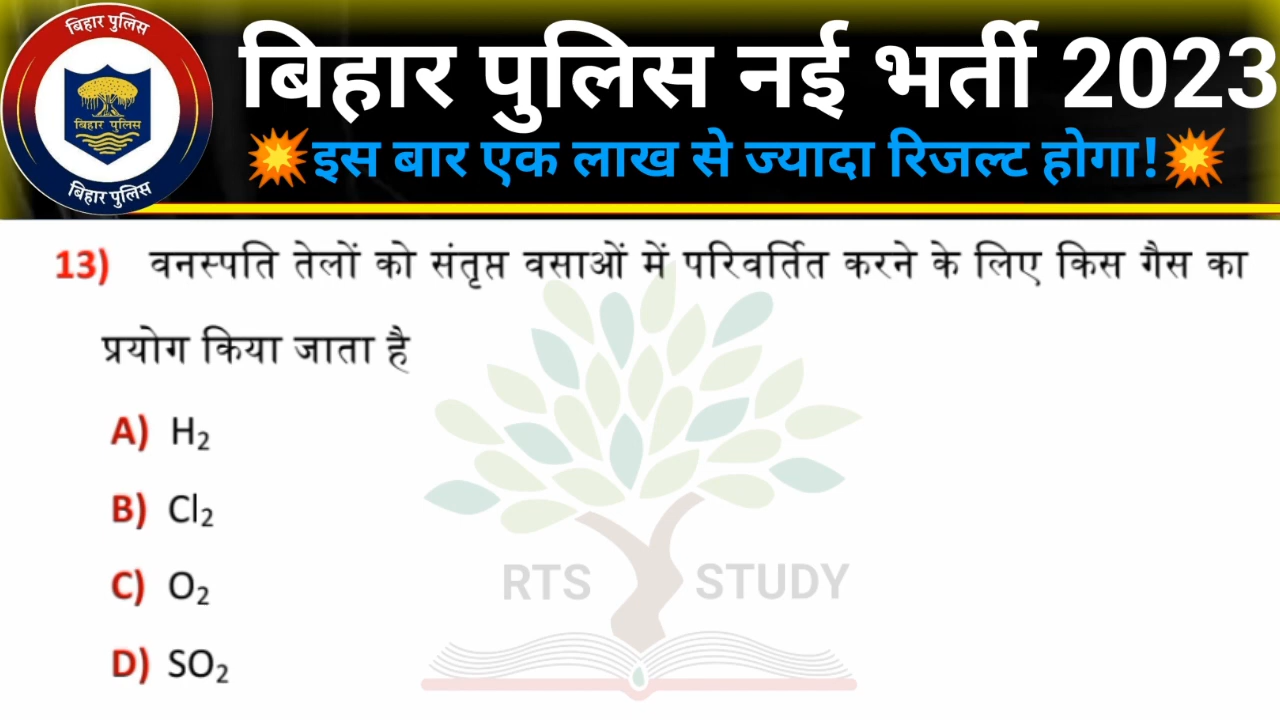 बिहार पुलिस
बिहार पुलिस
बिहार पुलिस
बिहार पुलिस नई भर्ती 2023
💥इस बार एक लाख से ज्यादा रिजल्ट होगा!💥
13) वनस्पति तेलों को संतृप्त वसाओं में परिवर्तित करने के लिए किस गैस का
प्रयोग किया जाता है
A) H₂
B) Cl₂
C) O₂
D) SO₂
RTS STUDY